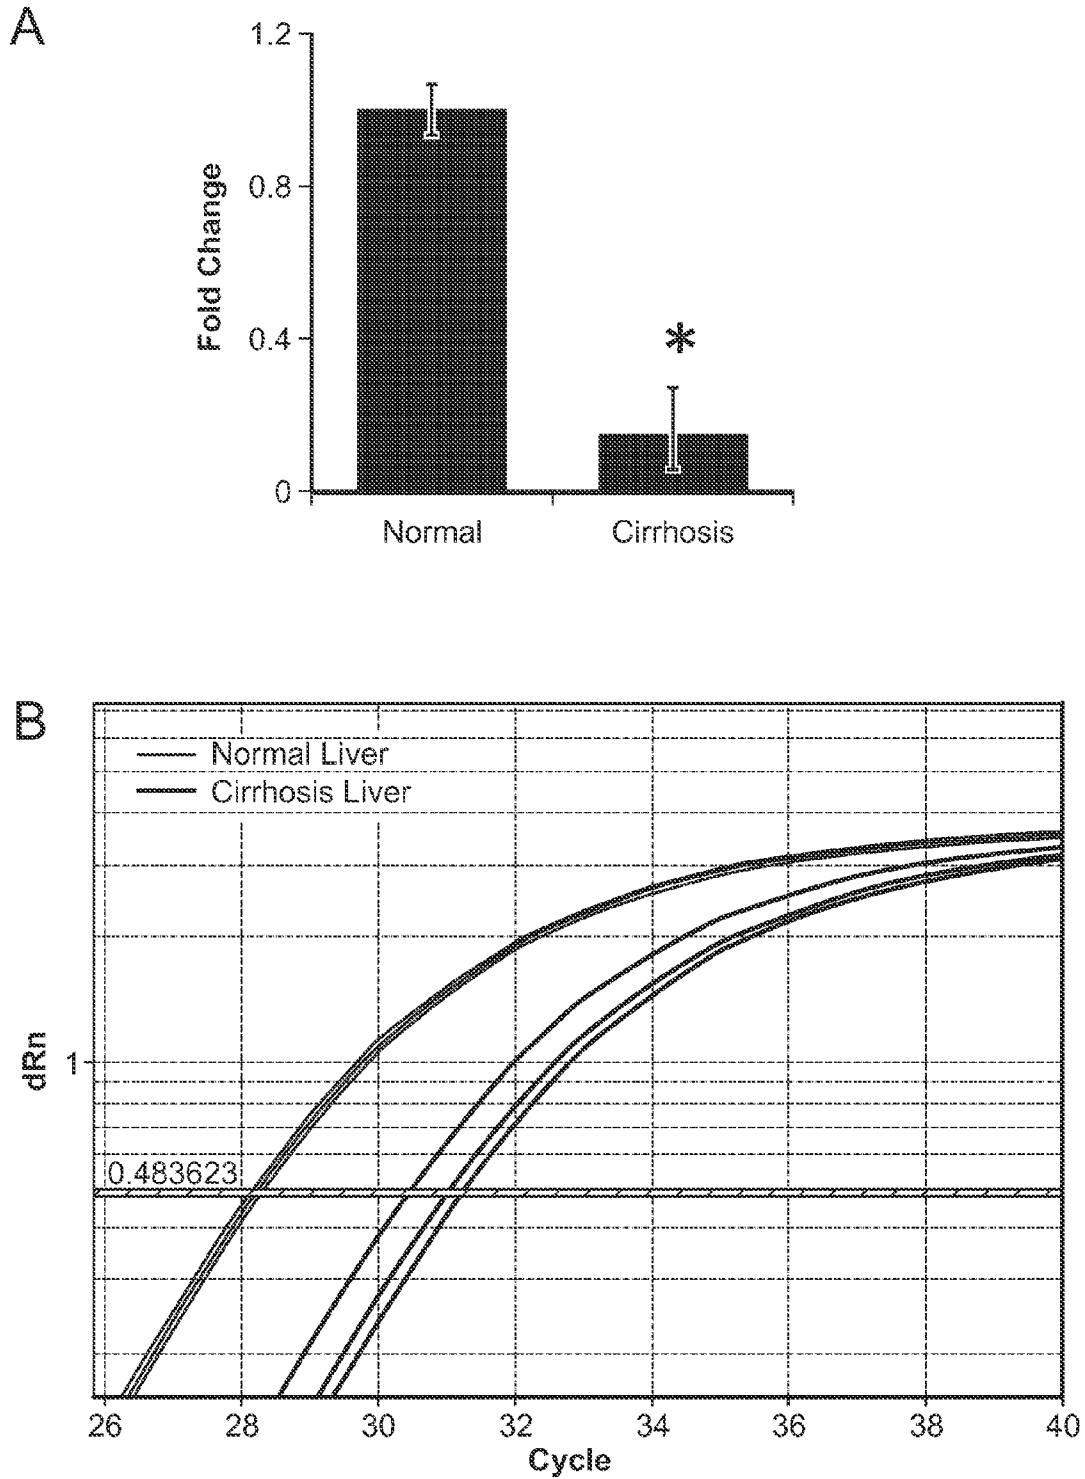 A
1.2
0.8
0.4
0
Fold Change
*
Normal Cirrhosis
B
Normal Liver
Cirrhosis Liver
dRn
1
0.483623
26 28 30 32 34 36 38 40
Cycle